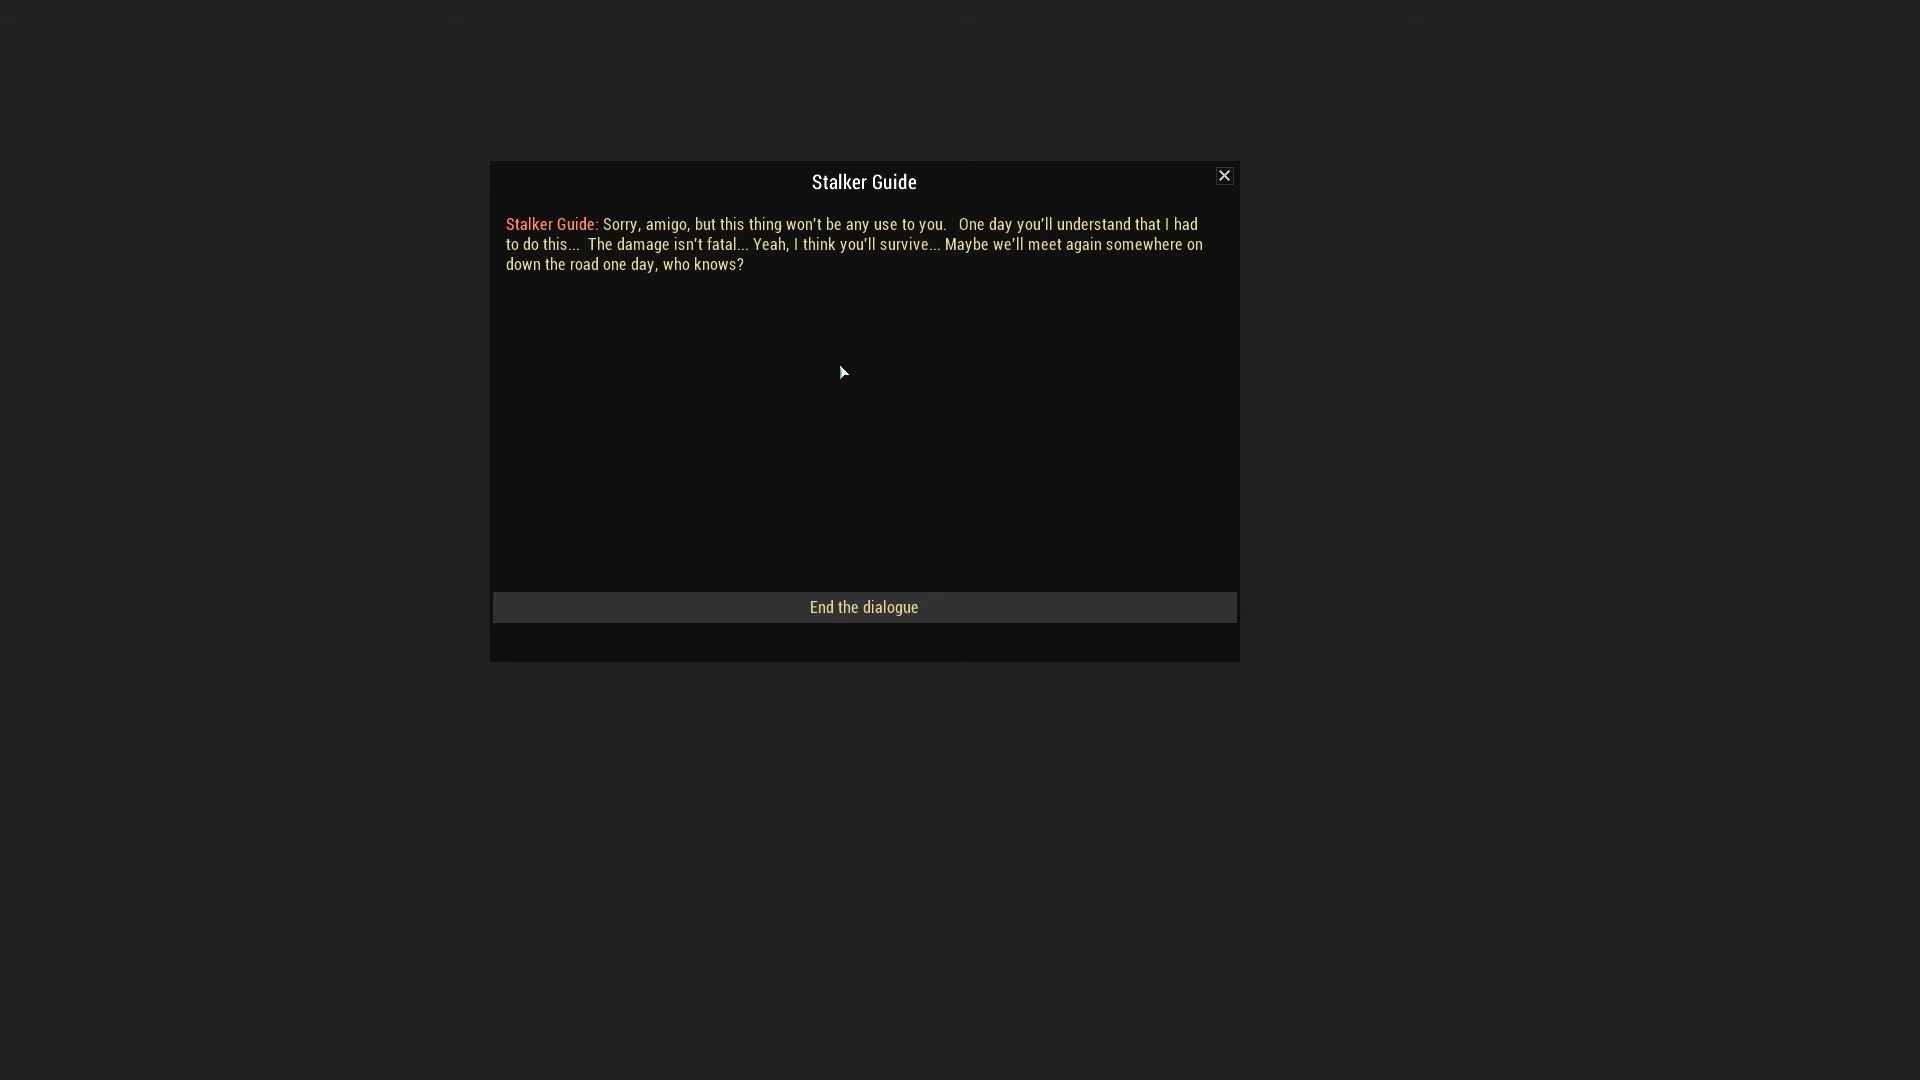 Stalker Guide
Stalker Guide: Sorry, amigo, but this thing won't be any use to you.   One day you'll understand that I had
to do this...  The damage isn't fatal... Yeah, I think you'll survive... Maybe we'll meet again somewhere on
down the road one day, who knows?
End the dialogue